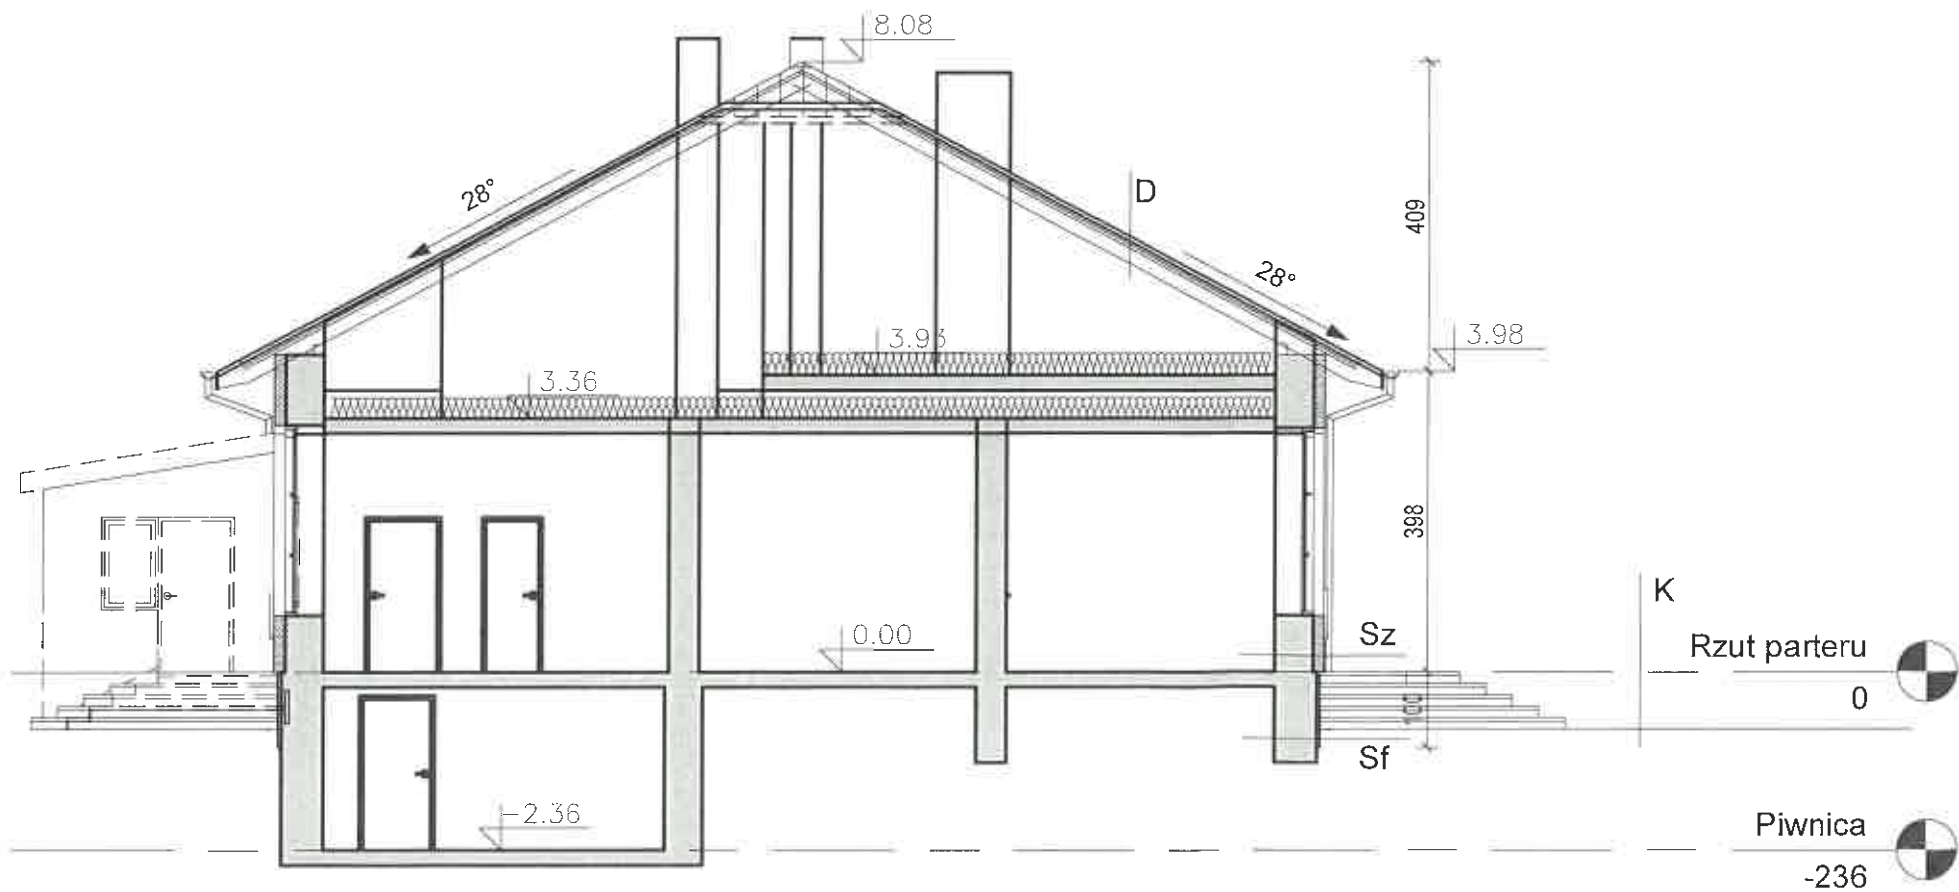 8.08
28°
D
409
28°
3.98
3.93
3.36
398
K
0.00
Sz
Rzut parteru
0
100
Sf
-2.36
Piwnica
-236